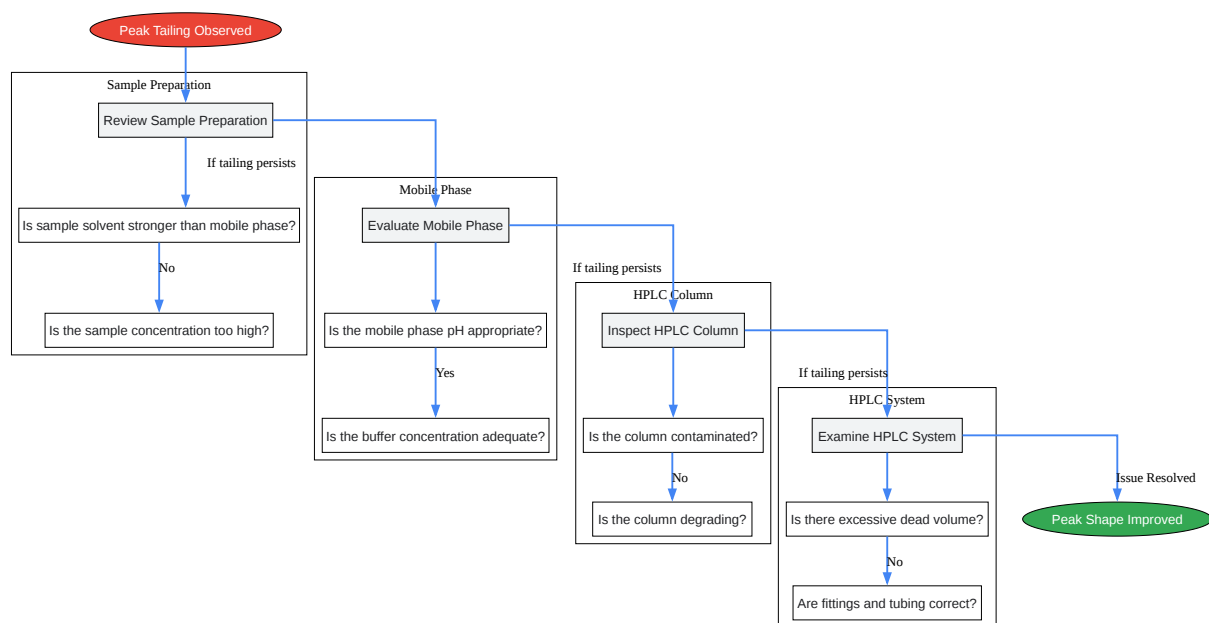 Peak Tailing Observed
Sample Preparation
Review Sample Preparation
If tailing persists
Is sample solvent stronger than mobile phase?
No
Is the sample concentration too high?
Mobile Phase
Evaluate Mobile Phase
If tailing persists
Is the mobile phase pH appropriate?
Yes
Is the buffer concentration adequate?
HPLC Column
Inspect HPLC Column
If tailing persists
Is the column contaminated?
No
Is the column degrading?
HPLC System
Examine HPLC System
Issue Resolved
Is there excessive dead volume?
No
Are fittings and tubing correct?
Peak Shape Improved